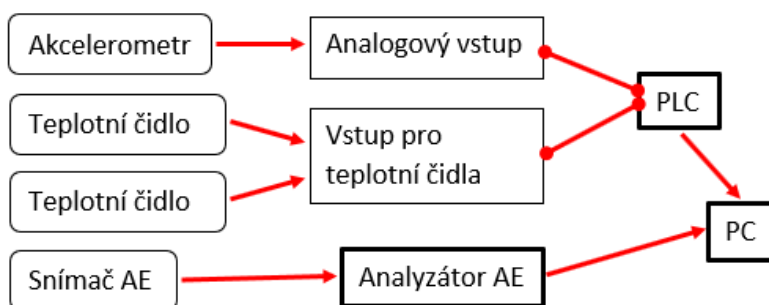 Akcelerometr
Analogový vstup
PLC
Teplotní čidlo
Vstup pro
teplotní čidla
Teplotní čidlo
PC
Snímač AE
Analyzátor AE